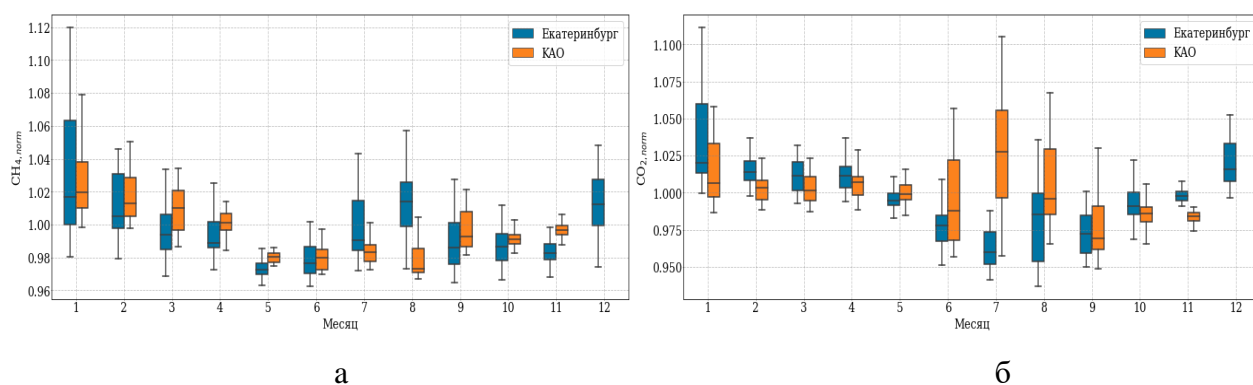 1.12
1.10
1.08
1.06
1.04
1.02
1.00
0.98
0.96
CH4, norm
Екатеринбург
КАО
1 2 3 4 5 6 7 8 9 10 11 12
Месяц
а
1.100
1.075
1.050
1.025
1.000
0.975
0.950
CO2, norm
Екатеринбург
КАО
1 2 3 4 5 6 7 8 9 10 11 12
Месяц
б